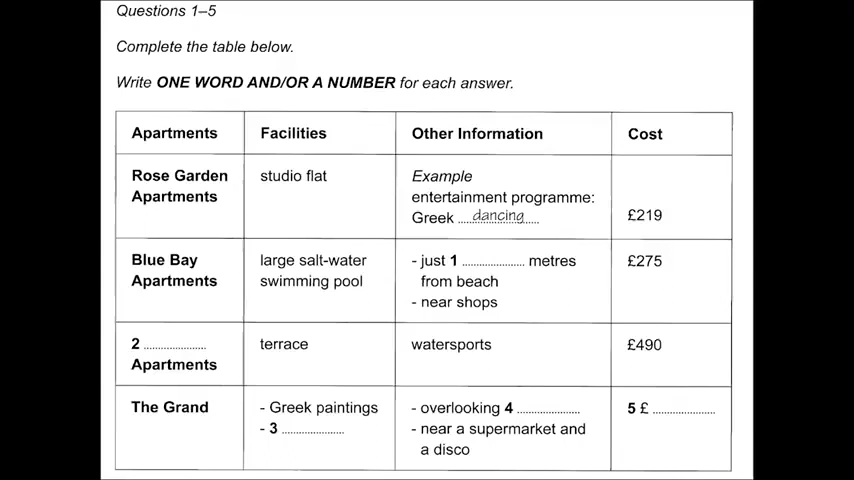 Questions 1–5
Complete the table below.
Write ONE WORD AND/OR A NUMBER for each answer.
Apartments Facilities Other Information Cost
Rose Garden Apartments
studio flat
Example
entertainment programme:
Greek ....dancing....
£219
Blue Bay
Apartments
large salt-water
swimming pool
- just 1 ...................... metres
from beach
- near shops
£275
2 ......................
Apartments
terrace
watersports
£490
The Grand
- Greek paintings
- 3 ......................
- overlooking 4 ......................
- near a supermarket and
a disco
5 £ ......................